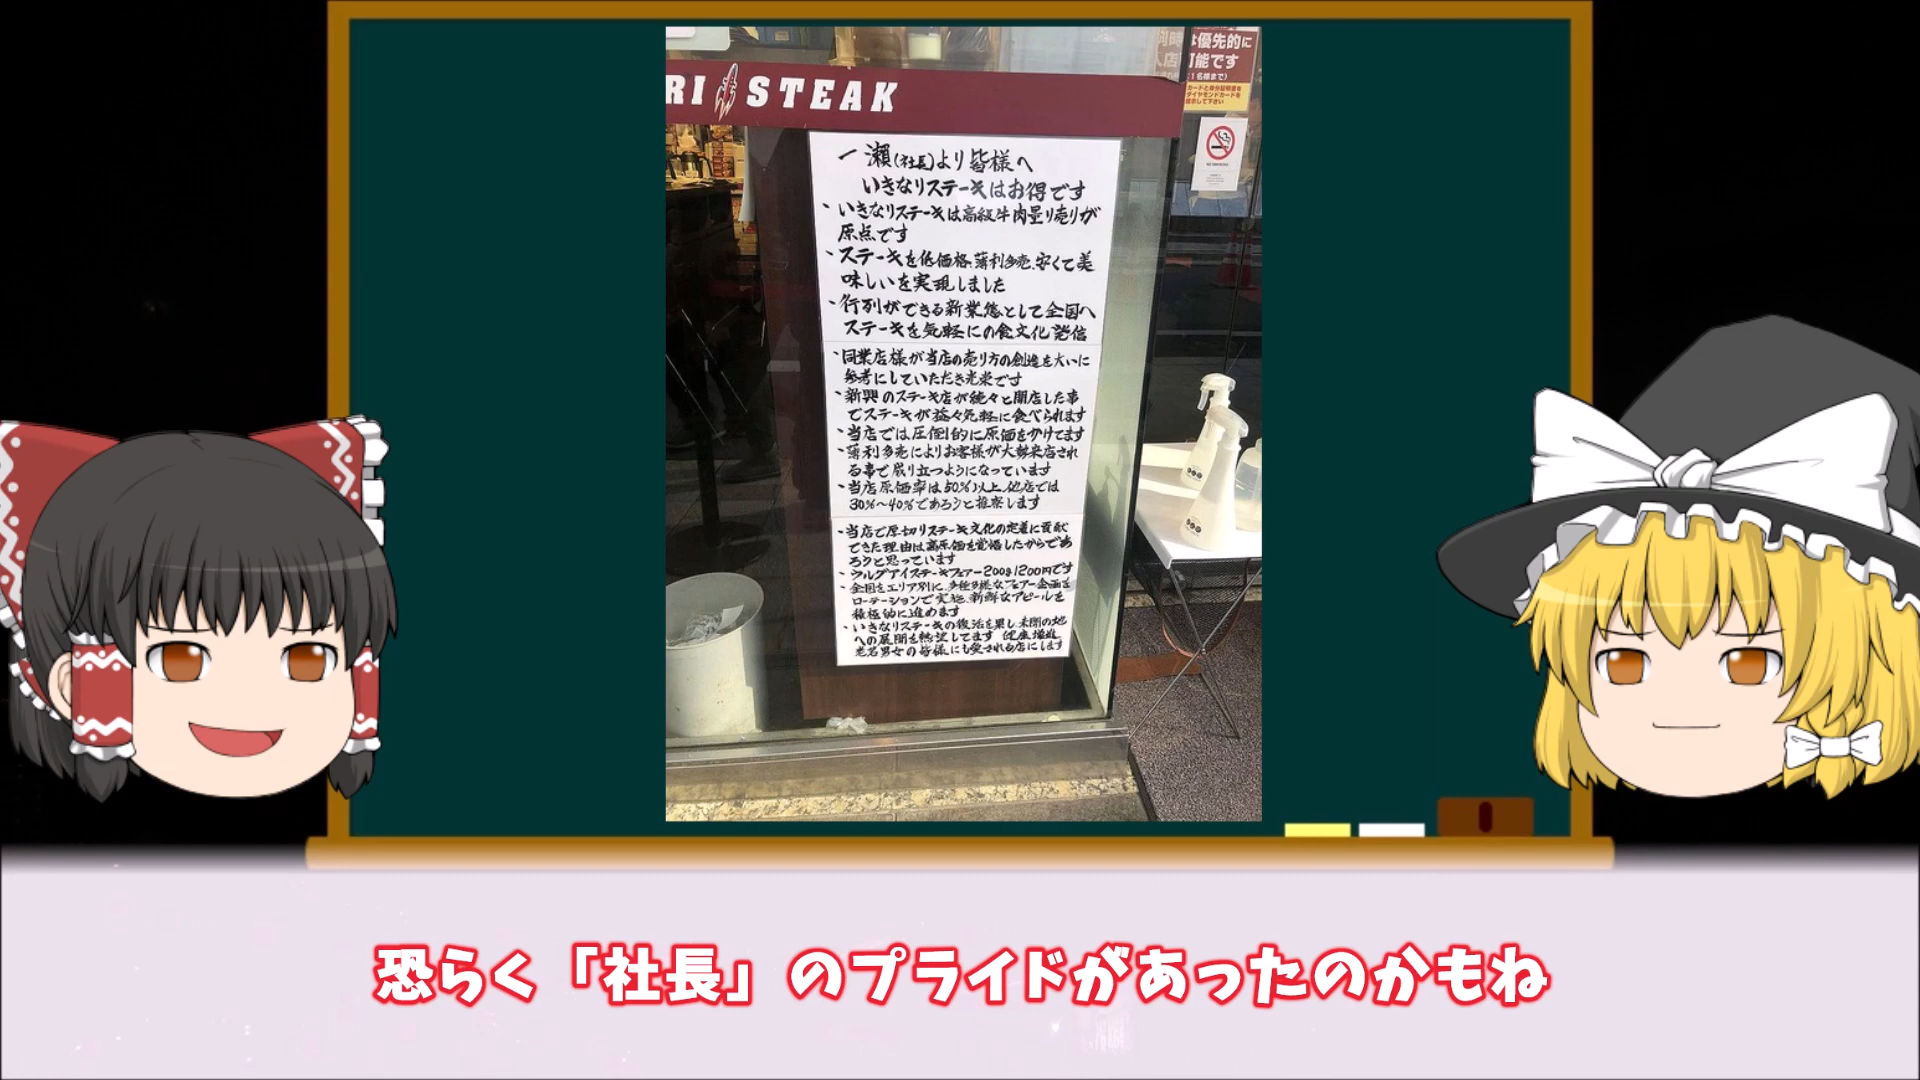 RI STEAK
は優先的に
可能です
(1名様まで)
一瀬(社長)より皆様へ
いきなりステーキはお得です
、いきなりステーキは高級牛肉量り売りが
原点です
、ステーキを低価格、薄利多売、安くて美
味しいを実現しました
、行列ができる新業態として全国へ
ステーキを気軽にの食文化発信
、同業店様が当店の売り方の創造を大いに
参考にしていただき光栄です
、新興のステーキ店が続々と開店した事
でステーキが益々気軽に食べられます
、当店では圧倒的に原価をかけてます
、薄利多売によりお客様が大勢来店され
る事で成り立つようになっています
、当店原価率は50%以上、他店では
30%〜40%であろうと推察します
、当店で厚切りステーキ文化の定着に貢献
できた理由は高原価を覚悟したからであ
ろうと思っています
、ウルグアイステーキフェアー200g1200円です
全国をエリア別に、多種多様なフェアー企画を
ローテーションで実施、新鮮なアピールを
積極的に進めます
、いきなりステーキの復活を果し、未開の地
への展開を熱望してます 健康増進
老若男女の皆様にも愛される店にします
恐らく「社長」のプライドがあったのかもね